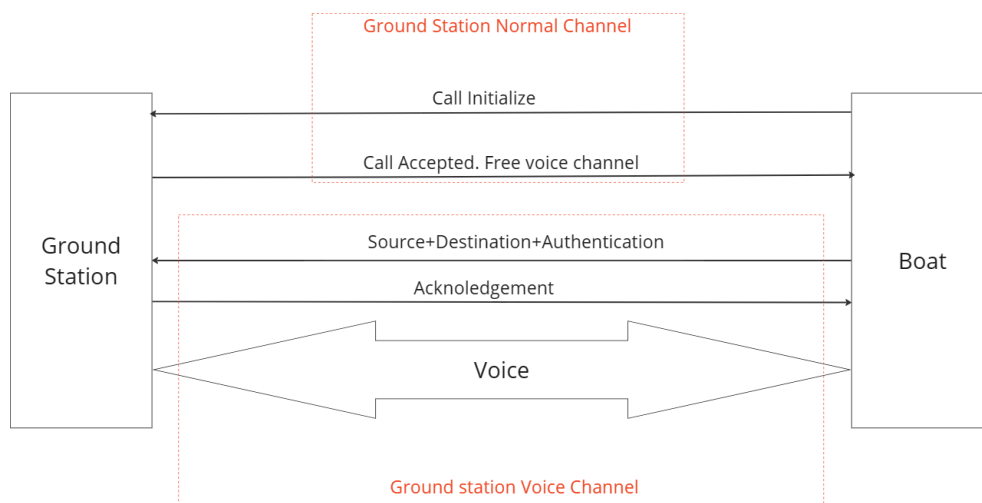 Ground Station Normal Channel
Call Initialize
Call Accepted. Free voice channel
Source+Destination+Authentication
Ground
Station
Boat
Acknoledgement
Voice
Ground station Voice Channel